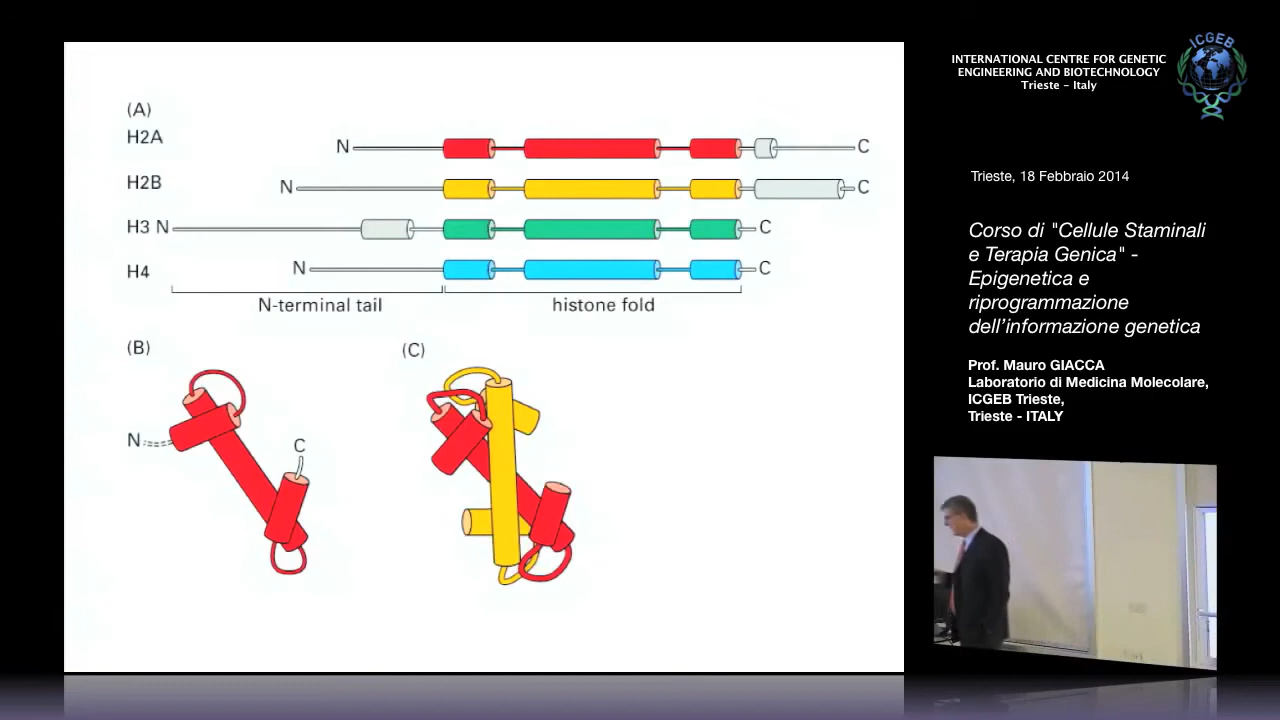 (A)
H2A N C
H2B N C
H3 N C
H4 N C
N-terminal tail histone fold
(B) (C)
N C
ICGEB
INTERNATIONAL CENTRE FOR GENETIC
ENGINEERING AND BIOTECHNOLOGY
Trieste - Italy
Trieste, 18 Febbraio 2014
Corso di "Cellule Staminali
e Terapia Genica" -
Epigenetica e
riprogrammazione
dell'informazione genetica
Prof. Mauro GIACCA
Laboratorio di Medicina Molecolare,
ICGEB Trieste,
Trieste - ITALY